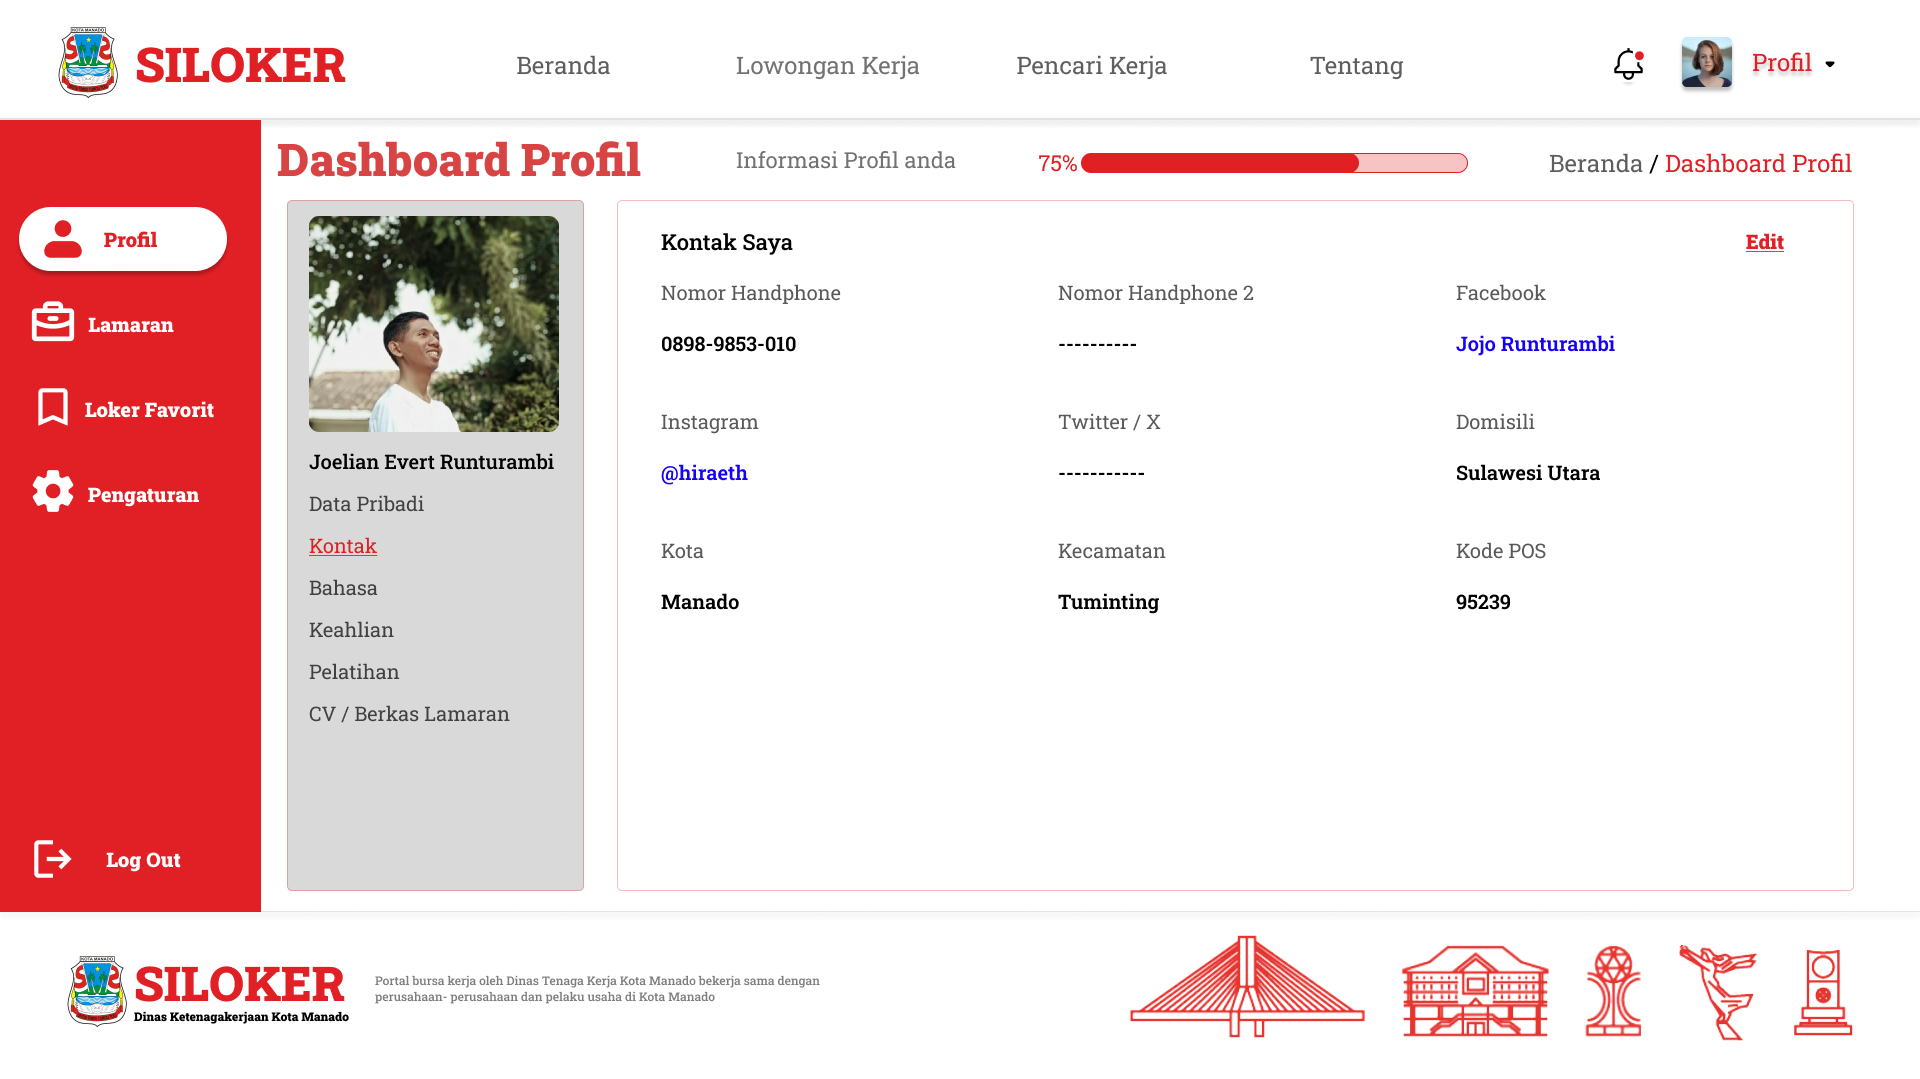 KOTA MANADO
SILOKER
Beranda
Lowongan Kerja
Pencari Kerja
Tentang
Profil
Dashboard Profil
Informasi Profil anda
75%
Beranda / Dashboard Profil
Profil
Lamaran
Loker Favorit
Pengaturan
Log Out
Joelian Evert Runturambi
Data Pribadi
Kontak
Bahasa
Keahlian
Pelatihan
CV / Berkas Lamaran
Kontak Saya
Edit
Nomor Handphone
Nomor Handphone 2
Facebook
0898-9853-010
----------
Jojo Runturambi
Instagram
Twitter / X
Domisili
@hiraeth
-----------
Sulawesi Utara
Kota
Kecamatan
Kode POS
Manado
Tuminting
95239
KOTA MANADO
SILOKER
Dinas Ketenagakerjaan Kota Manado
Portal bursa kerja oleh Dinas Tenaga Kerja Kota Manado bekerja sama dengan
perusahaan- perusahaan dan pelaku usaha di Kota Manado